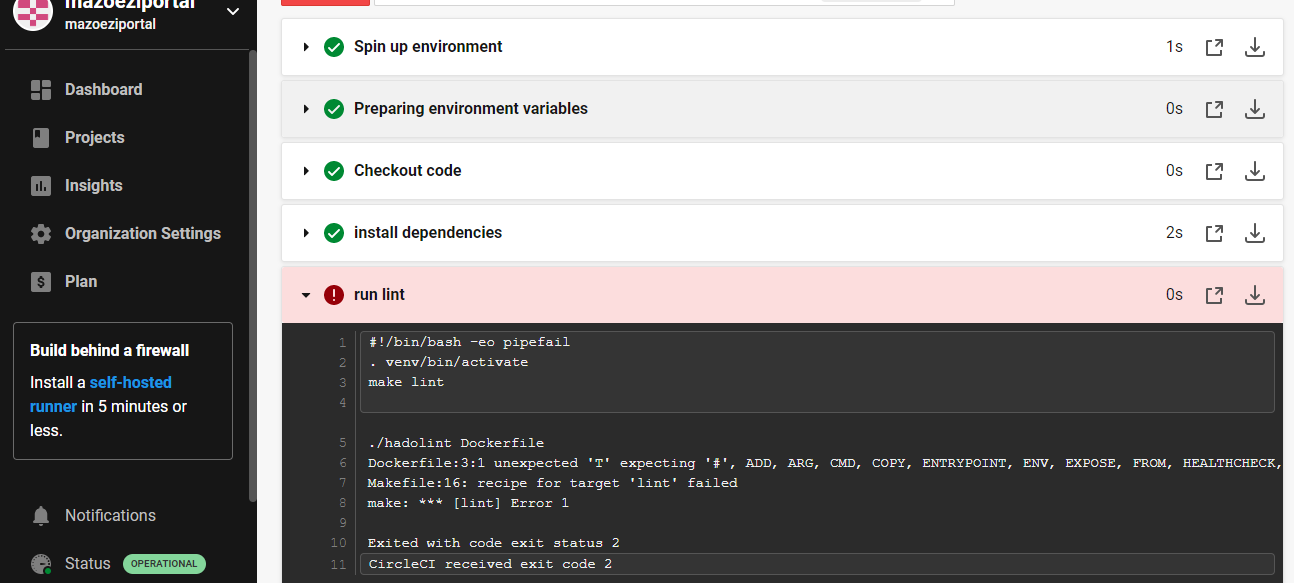 mazoeziportal
mazoeziportal
Dashboard
Projects
Insights
Organization Settings
Plan
Build behind a firewall
Install a self-hosted
runner in 5 minutes or
less.
Notifications
Status OPERATIONAL
Spin up environment 1s
Preparing environment variables 0s
Checkout code 0s
install dependencies 2s
run lint 0s
1 #!/bin/bash -eo pipefail
2 . venv/bin/activate
3 make lint
4
5 ./hadolint Dockerfile
6 Dockerfile:3:1 unexpected 'T' expecting '#', ADD, ARG, CMD, COPY, ENTRYPOINT, ENV, EXPOSE, FROM, HEALTHCHECK,
7 Makefile:16: recipe for target 'lint' failed
8 make: *** [lint] Error 1
9
10 Exited with code exit status 2
11 CircleCI received exit code 2